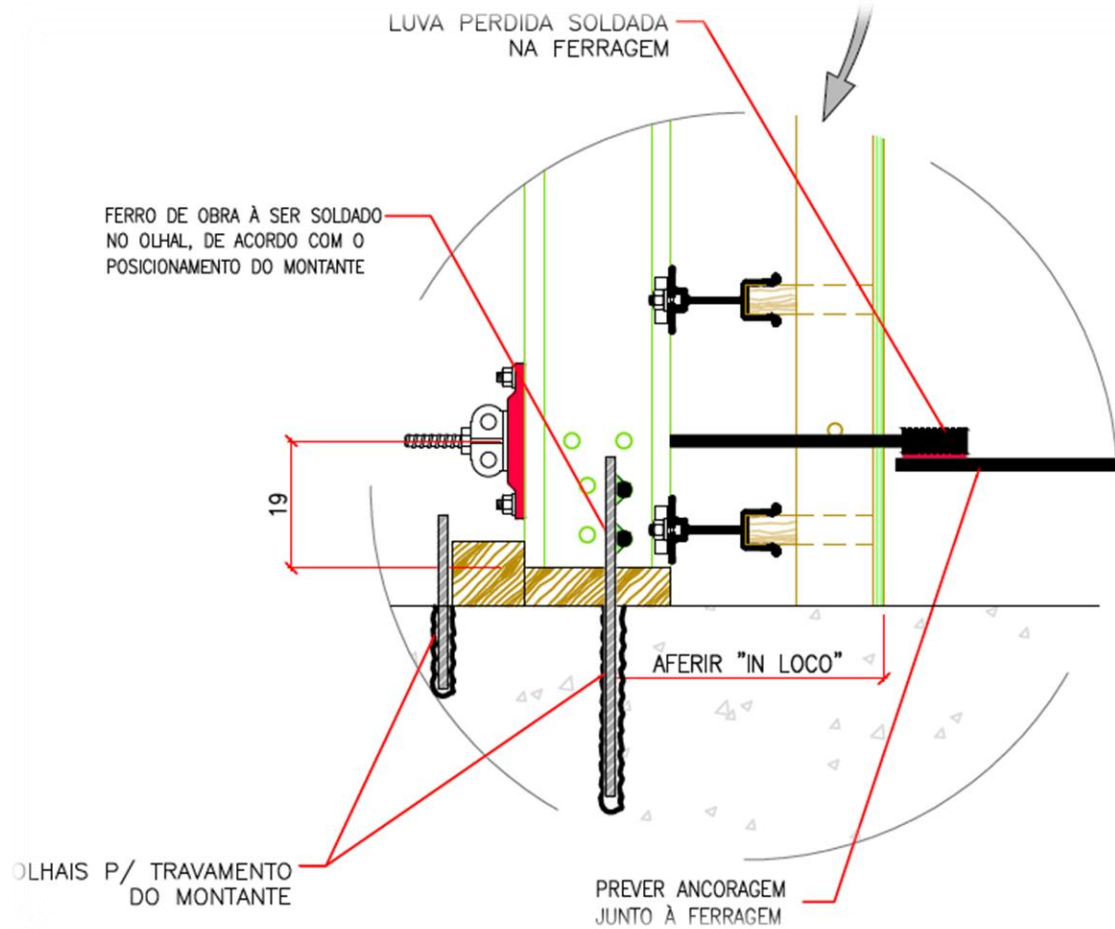 LUVA PERDIDA SOLDADA
NA FERRAGEM
FERRO DE OBRA À SER SOLDADO
NO OLHAL, DE ACORDO COM O
POSICIONAMENTO DO MONTANTE
19
AFERIR "IN LOCO"
OLHAIS P/ TRAVAMENTO
DO MONTANTE
PREVER ANCORAGEM
JUNTO À FERRAGEM